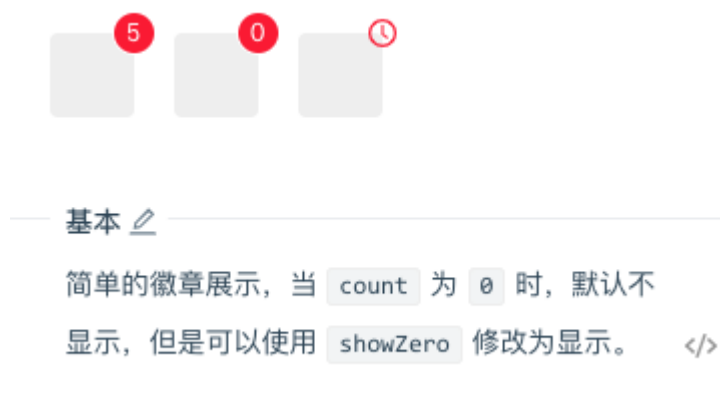 5 0
基本
简单的徽章展示，当 count 为 0 时，默认不
显示，但是可以使用 showZero 修改为显示。 </>